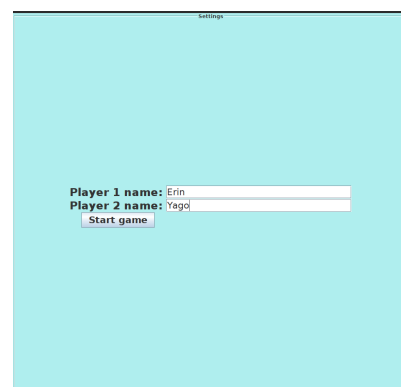 Settings
Player 1 name: Erin
Player 2 name: Yago
Start game